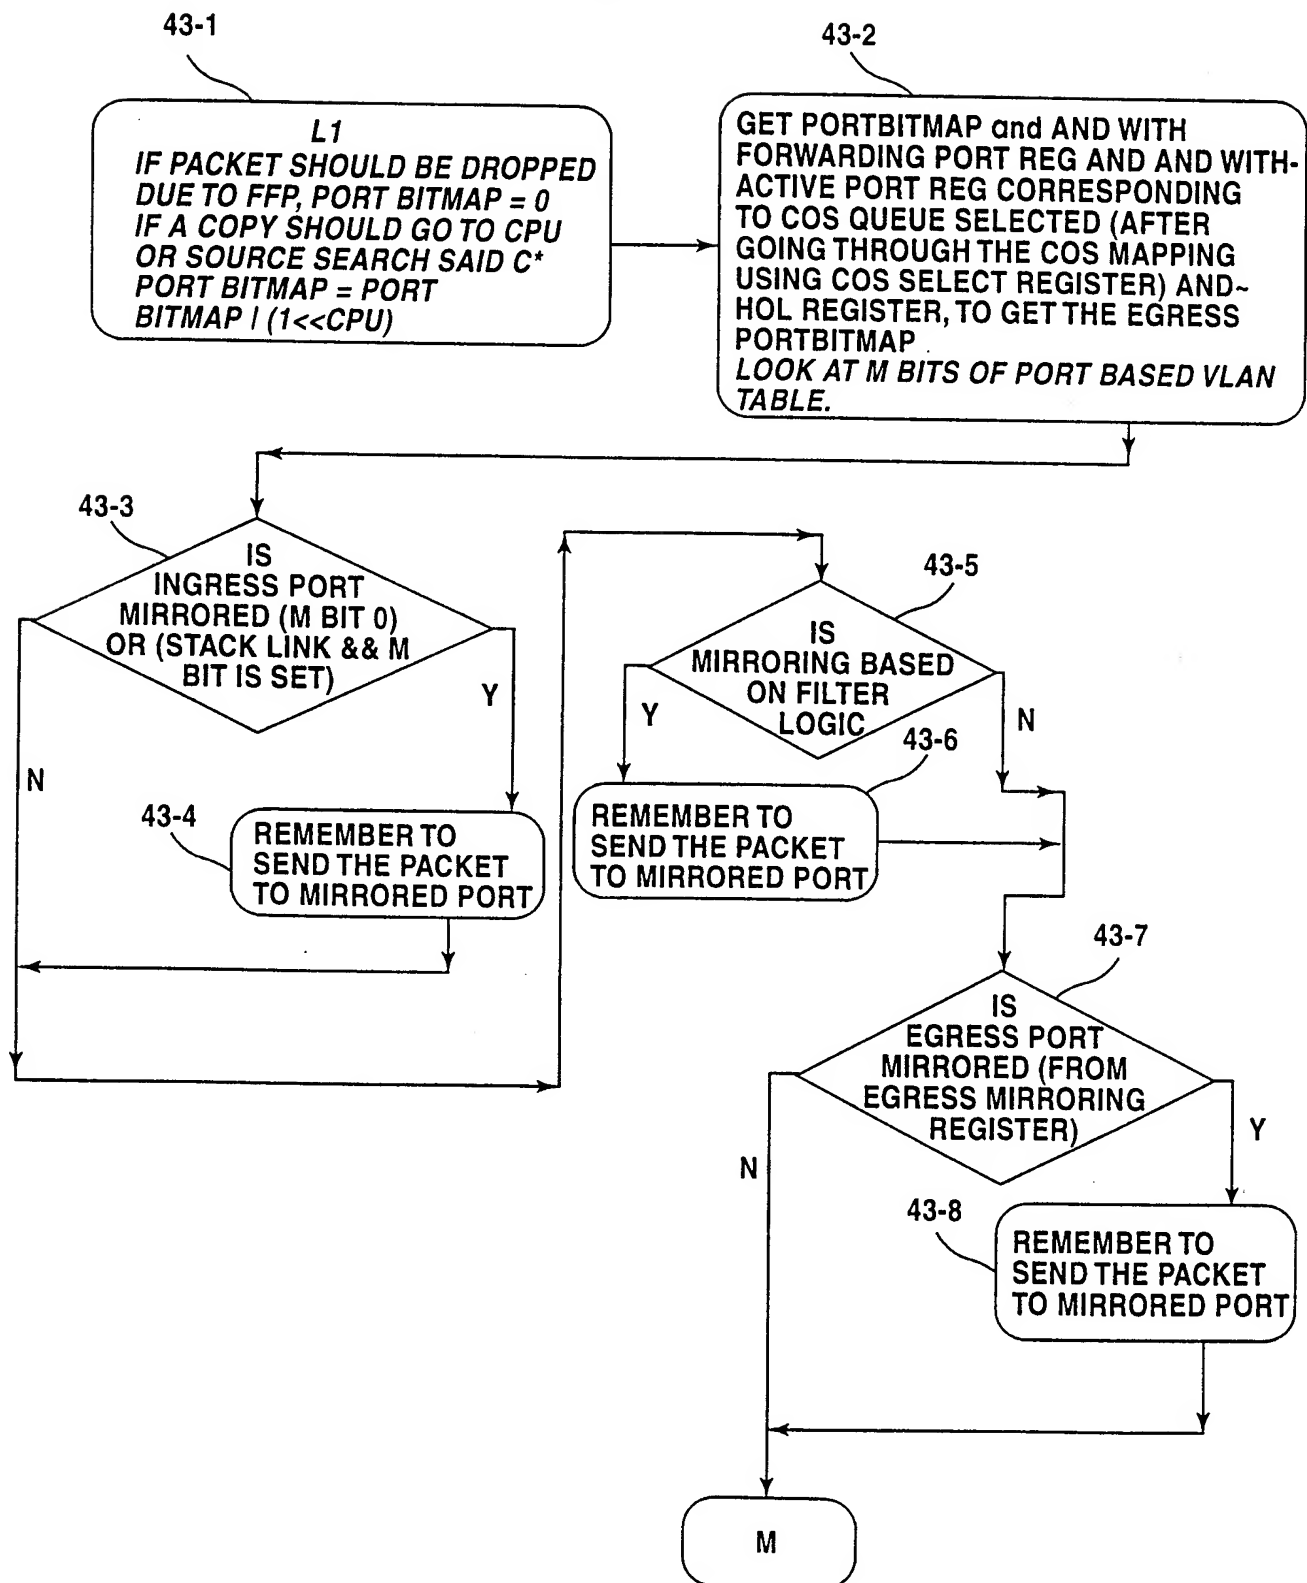 43-1
L1
IF PACKET SHOULD BE DROPPED
DUE TO FFP, PORT BITMAP = 0
IF A COPY SHOULD GO TO CPU
OR SOURCE SEARCH SAID C*
PORT BITMAP = PORT
BITMAP | (1<<CPU)
43-2
GET PORTBITMAP and AND WITH
FORWARDING PORT REG AND AND WITH-
ACTIVE PORT REG CORRESPONDING
TO COS QUEUE SELECTED (AFTER
GOING THROUGH THE COS MAPPING
USING COS SELECT REGISTER) AND~
HOL REGISTER, TO GET THE EGRESS
PORTBITMAP
LOOK AT M BITS OF PORT BASED VLAN
TABLE.
43-3
IS
INGRESS PORT
MIRRORED (M BIT 0)
OR (STACK LINK && M
BIT IS SET)
Y
N
43-4
REMEMBER TO
SEND THE PACKET
TO MIRRORED PORT
43-5
IS
MIRRORING BASED
ON FILTER
LOGIC
Y
N
43-6
REMEMBER TO
SEND THE PACKET
TO MIRRORED PORT
43-7
IS
EGRESS PORT
MIRRORED (FROM
EGRESS MIRRORING
REGISTER)
N
Y
43-8
REMEMBER TO
SEND THE PACKET
TO MIRRORED PORT
M